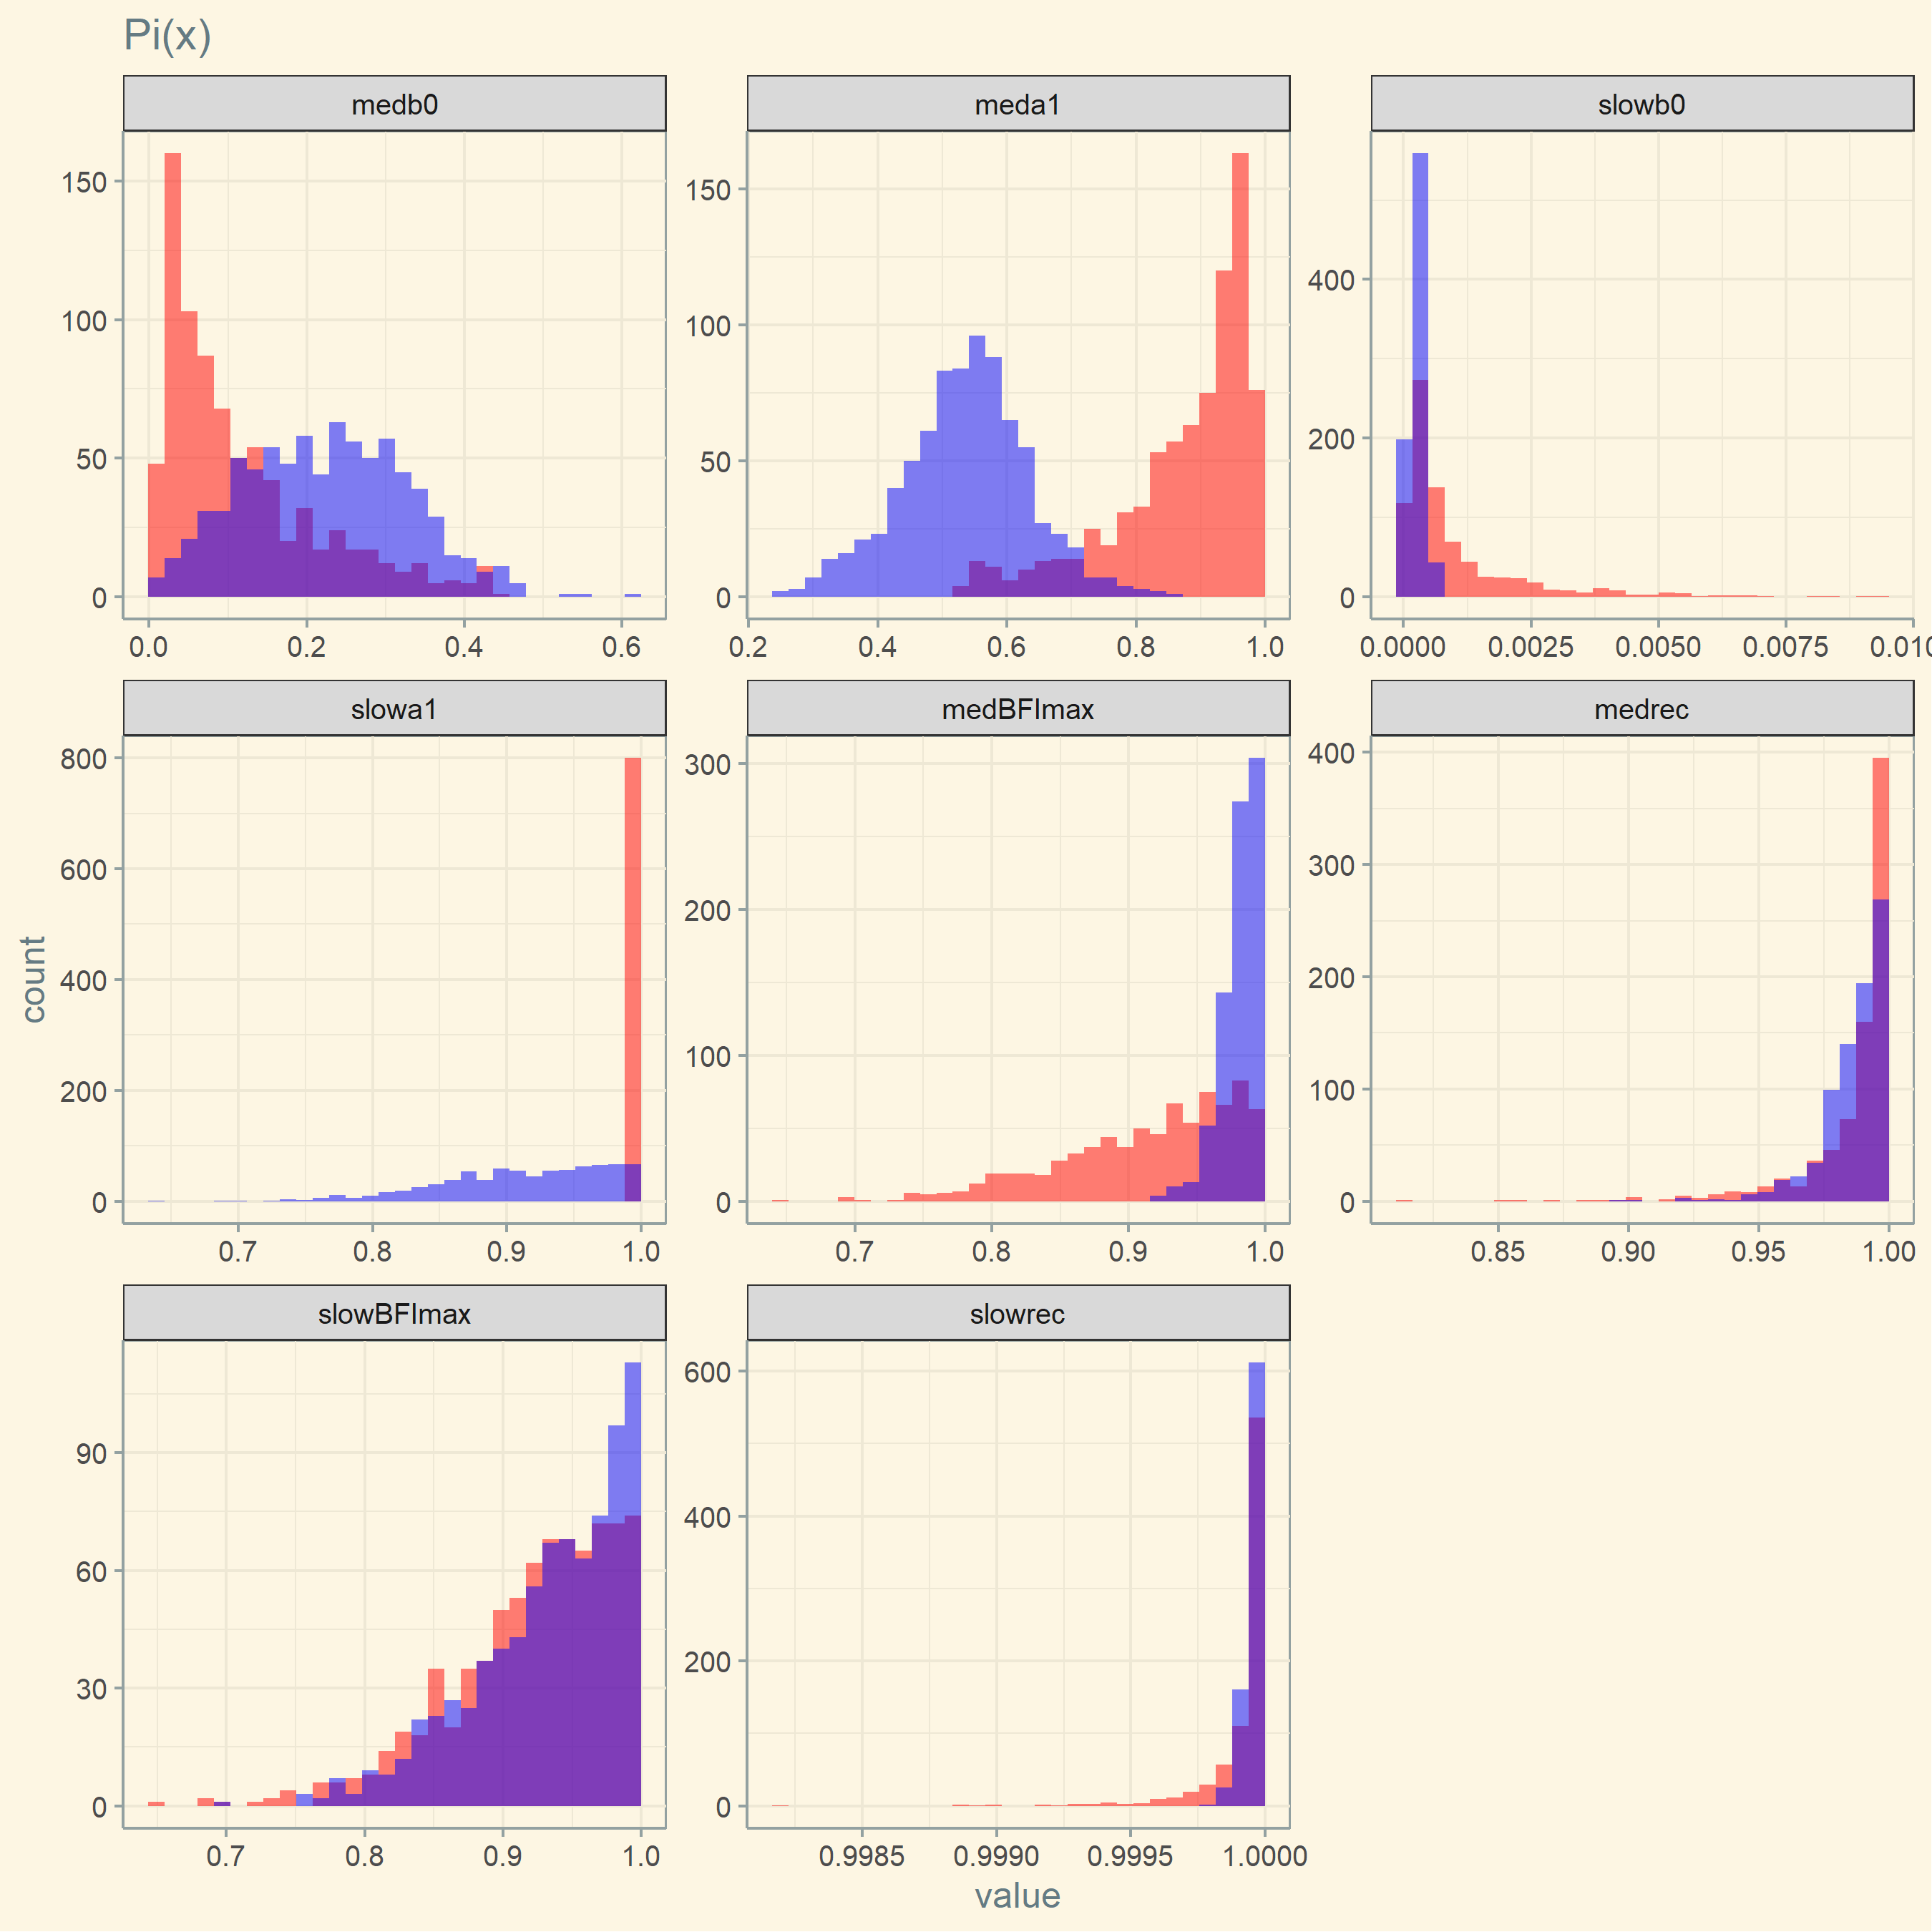 Pi(x)
medb0 meda1 slowb0
150 150
100 100 400
50 50 200
0 0 0
0.0 0.2 0.4 0.6 0.2 0.4 0.6 0.8 1.0 0.0000 0.0025 0.0050 0.0075 0.010
slowa1 medBFImax medrec
800 300 400
600 300
200
400 200
100
200 100
0 0 0
0.7 0.8 0.9 1.0 0.7 0.8 0.9 1.0 0.85 0.90 0.95 1.00
count
slowBFImax slowrec
600
90
400
60
30 200
0 0
0.7 0.8 0.9 1.0 0.9985 0.9990 0.9995 1.0000
value